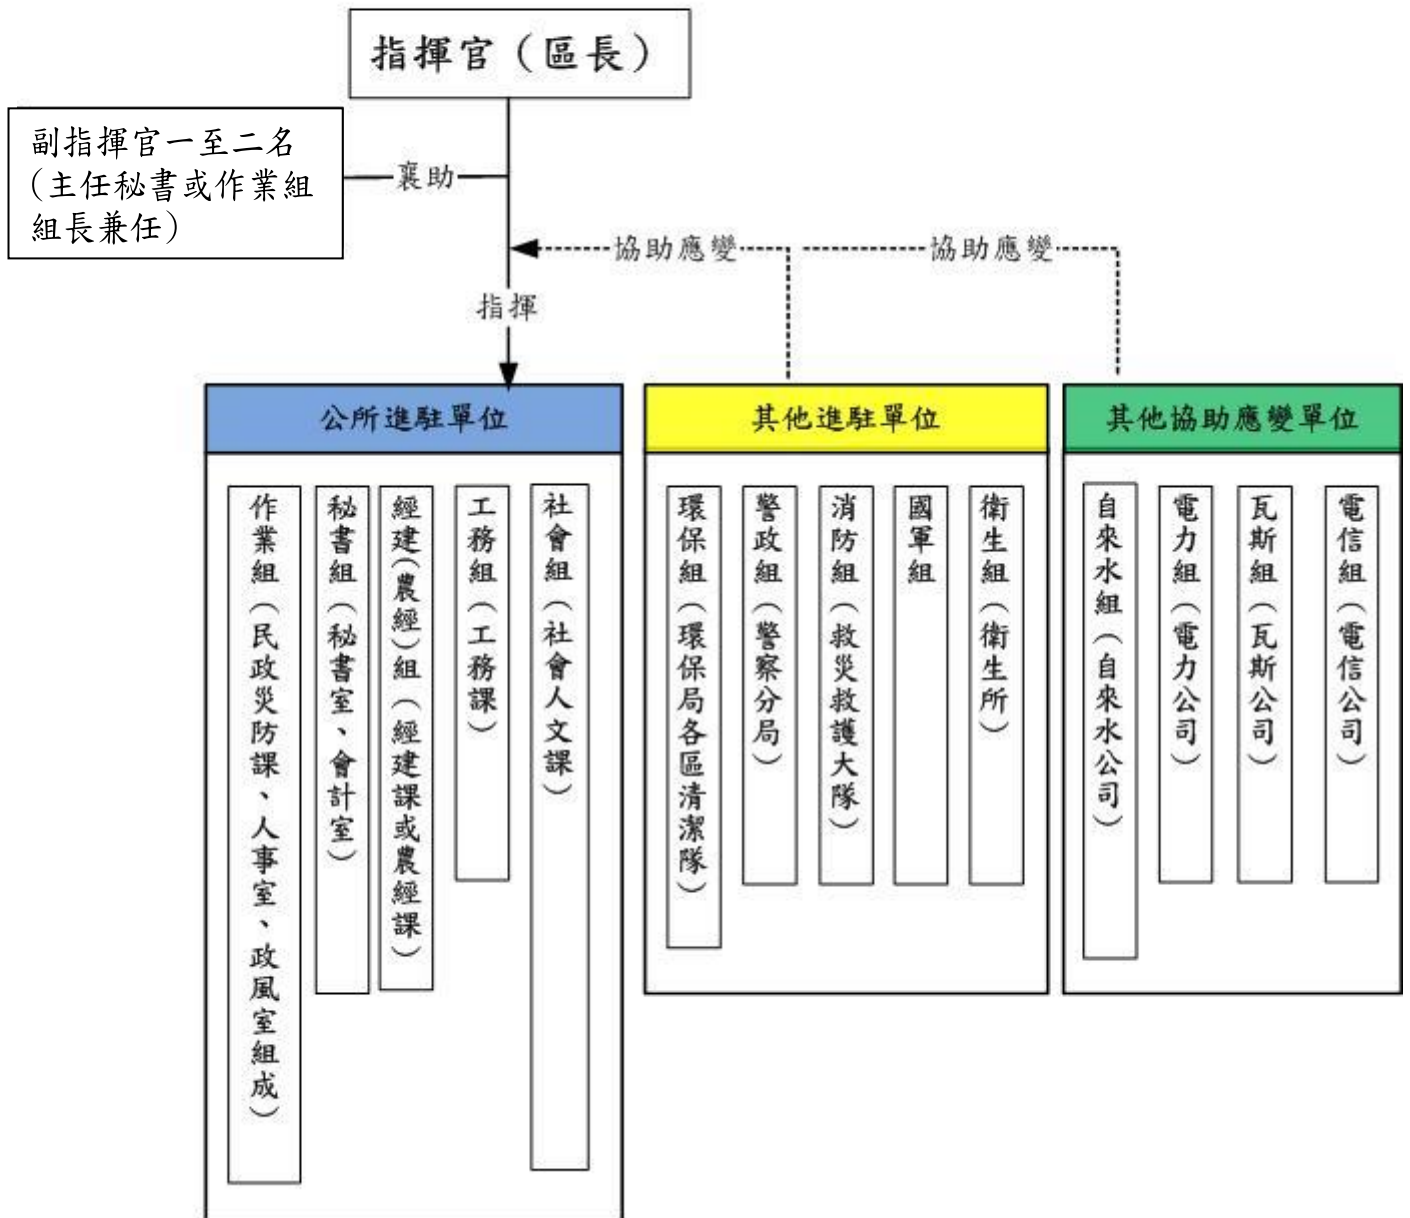 指揮官（區長）
副指揮官一至二名
（主任秘書或作業組
組長兼任）
襄助
協助應變
協助應變
指揮
公所進駐單位
作業組（民政災防課、人事室、政風室組成）
秘書組（秘書室、會計室）
經建（農經）組（經建課或農經課）
工務組（工務課）
社會組（社會人文課）
其他進駐單位
環保組（環保局各區清潔隊）
警政組（警察分局）
消防組（救災救護大隊）
國軍組
衛生組（衛生所）
其他協助應變單位
自來水組（自來水公司）
電力組（電力公司）
瓦斯組（瓦斯公司）
電信組（電信公司）